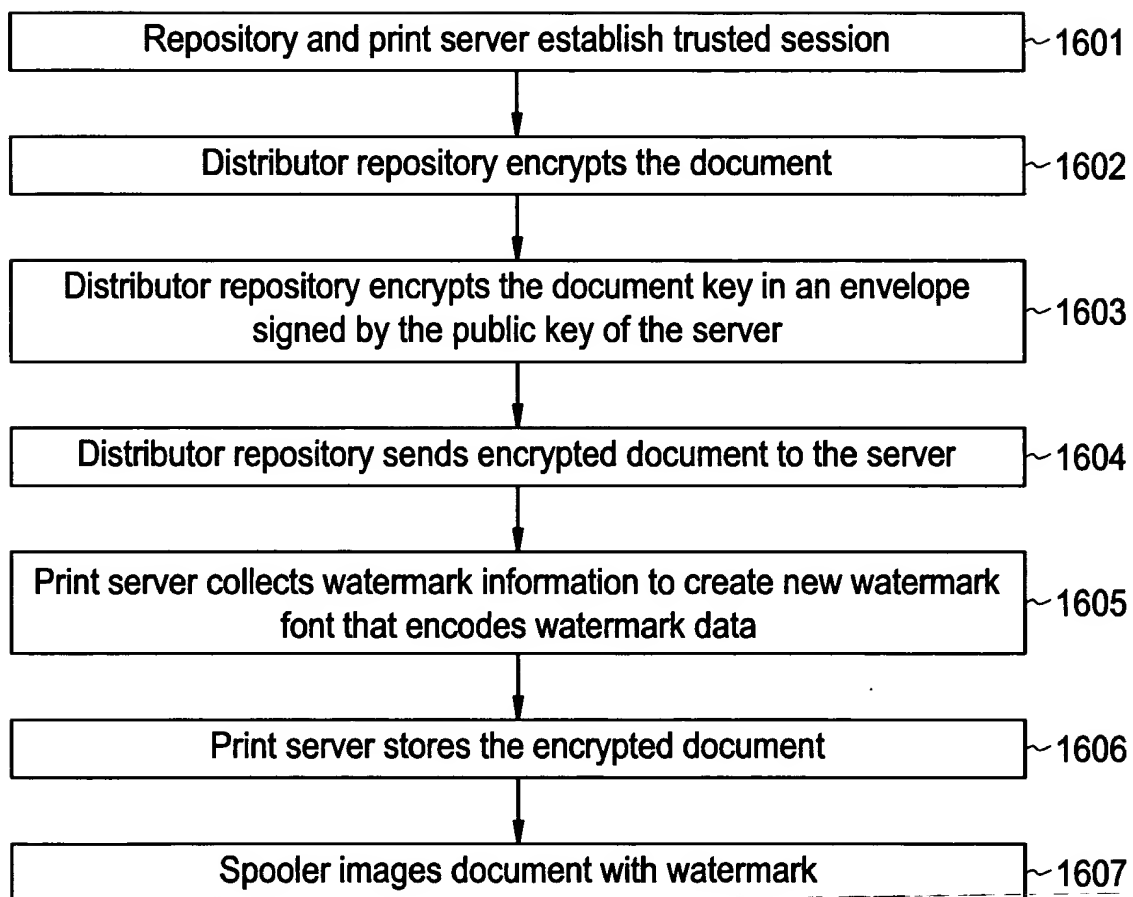 Repository and print server establish trusted session 1601
Distributor repository encrypts the document 1602
Distributor repository encrypts the document key in an envelope
signed by the public key of the server 1603
Distributor repository sends encrypted document to the server 1604
Print server collects watermark information to create new watermark
font that encodes watermark data 1605
Print server stores the encrypted document 1606
Spooler images document with watermark 1607